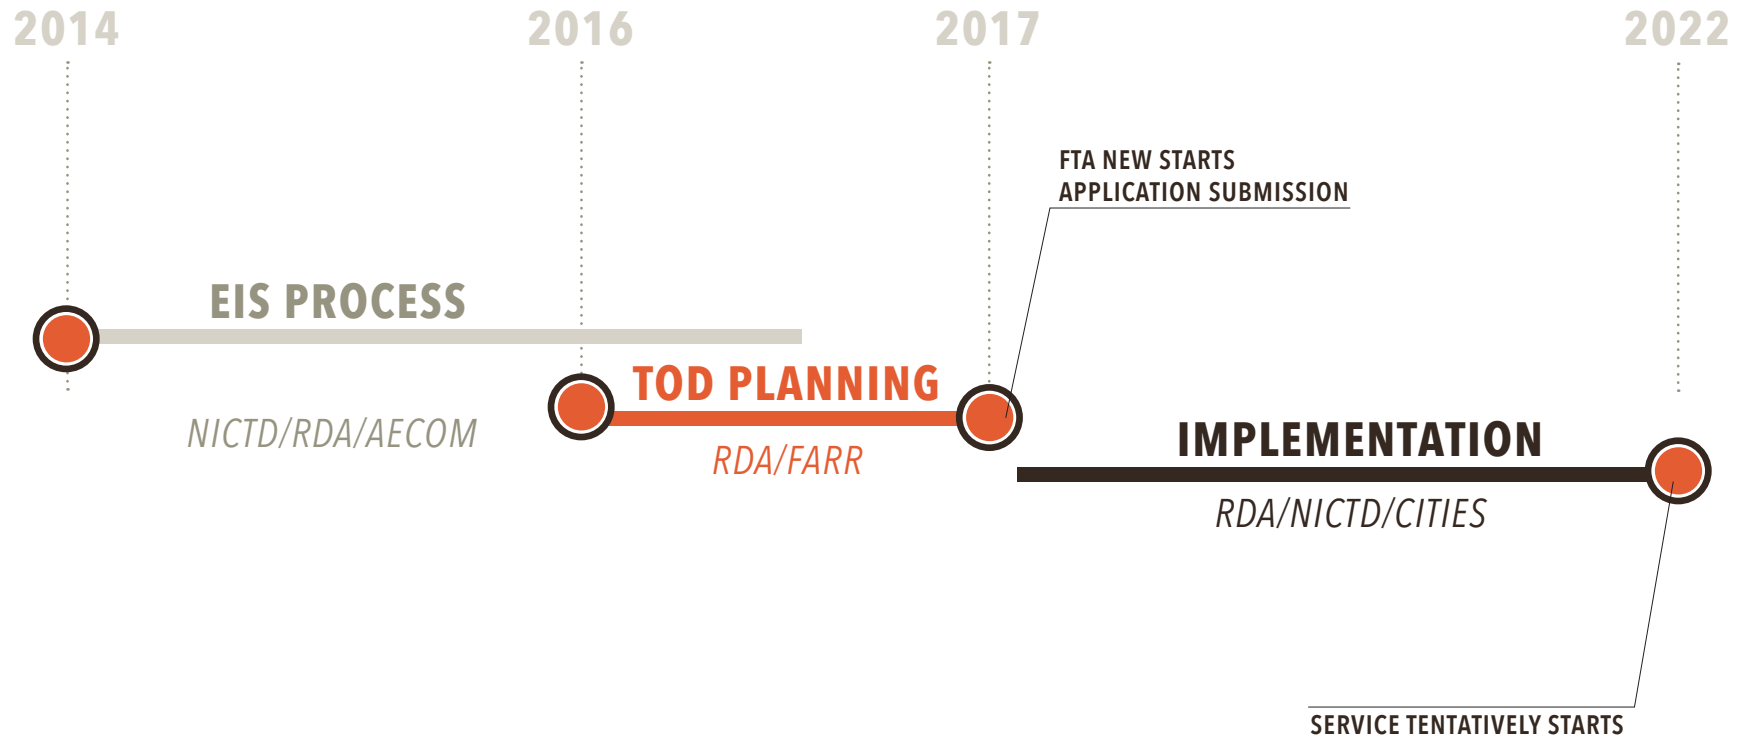 2014
2016
2017
2022
FTA NEW STARTS
APPLICATION SUBMISSION
EIS PROCESS
NICTD/RDA/AECOM
TOD PLANNING
RDA/FARR
IMPLEMENTATION
RDA/NICTD/CITIES
SERVICE TENTATIVELY STARTS